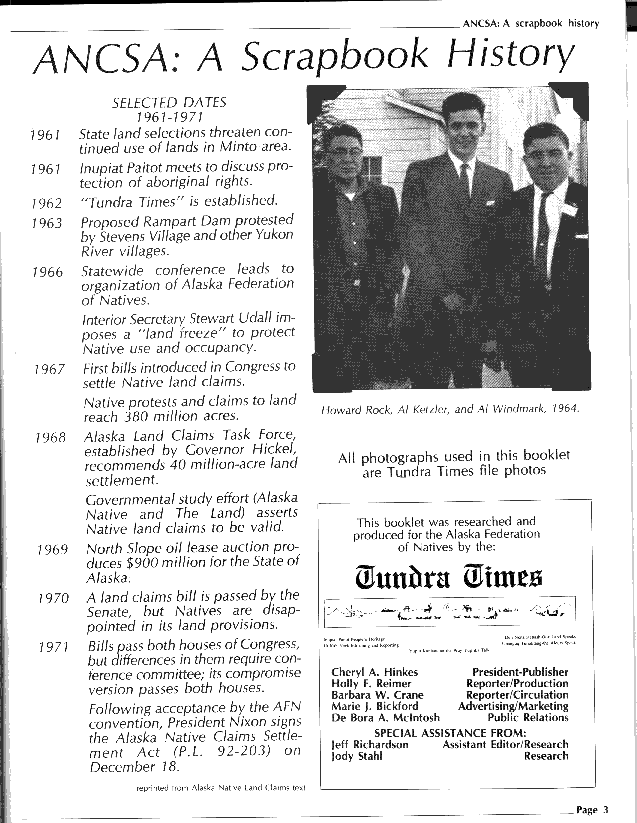 ANCSA: A scrapbook history
ANCSA: A Scrapbook History
SELECTED DATES
1961-1971
1961 State land selections threaten con-
tinued use of lands in Minto area.
1961 Inupiat Paitot meets to discuss pro-
tection of aboriginal rights.
1962 "Tundra Times" is established.
1963 Proposed Rampart Dam protested
by Stevens Village and other Yukon
River villages.
1966 Statewide conference leads to
organization of Alaska Federation
of Natives.
Interior Secretary Stewart Udall im-
poses a "land freeze" to protect
Native use and occupancy.
1967 First bills introduced in Congress to
settle Native land claims.
Native protests and claims to land
reach 380 million acres.
1968 Alaska Land Claims Task Force,
established by Governor Hickel,
recommends 40 million-acre land
settlement.
Governmental study effort (Alaska
Native and The Land) asserts
Native land claims to be valid.
1969 North Slope oil lease auction pro-
duces $900 million for the State of
Alaska.
1970 A land claims bill is passed by the
Senate, but Natives are disap-
pointed in its land provisions.
1971 Bills pass both houses of Congress,
but differences in them require con-
ference committee; its compromise
version passes both houses.
Following acceptance by the AFN
convention, President Nixon signs
the Alaska Native Claims Settle-
ment Act (P.L. 92-203) on
December 18.
reprinted from Alaska Native Land Claims text
Howard Rock, Al Ketzler, and Al Windmark, 1964.
All photographs used in this booklet
are Tundra Times file photos
This booklet was researched and
produced for the Alaska Federation
of Natives by the:
Tundra Times
Cheryl A. Hinkes President-Publisher
Holly F. Reimer Reporter/Production
Barbara W. Crane Reporter/Circulation
Marie J. Bickford Advertising/Marketing
De Bora A. McIntosh Public Relations
SPECIAL ASSISTANCE FROM:
Jeff Richardson Assistant Editor/Research
Jody Stahl Research
Page 3